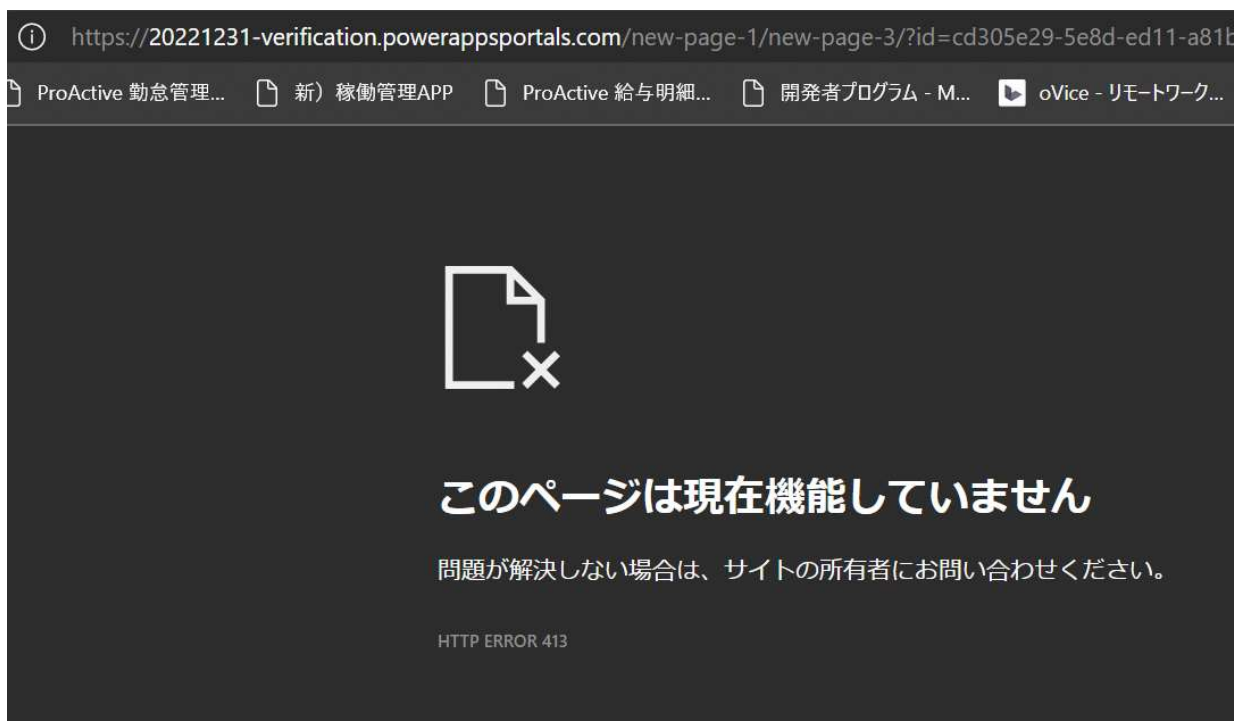 https://20221231-verification.powerappsportals.com/new-page-1/new-page-3/?id=cd305e29-5e8d-ed11-a81b
ProActive 勤怠管理... 新）稼働管理APP ProActive 給与明細... 開発者プログラム - M... oVice - リモートワーク...
このページは現在機能していません
問題が解決しない場合は、サイトの所有者にお問い合わせください。
HTTP ERROR 413